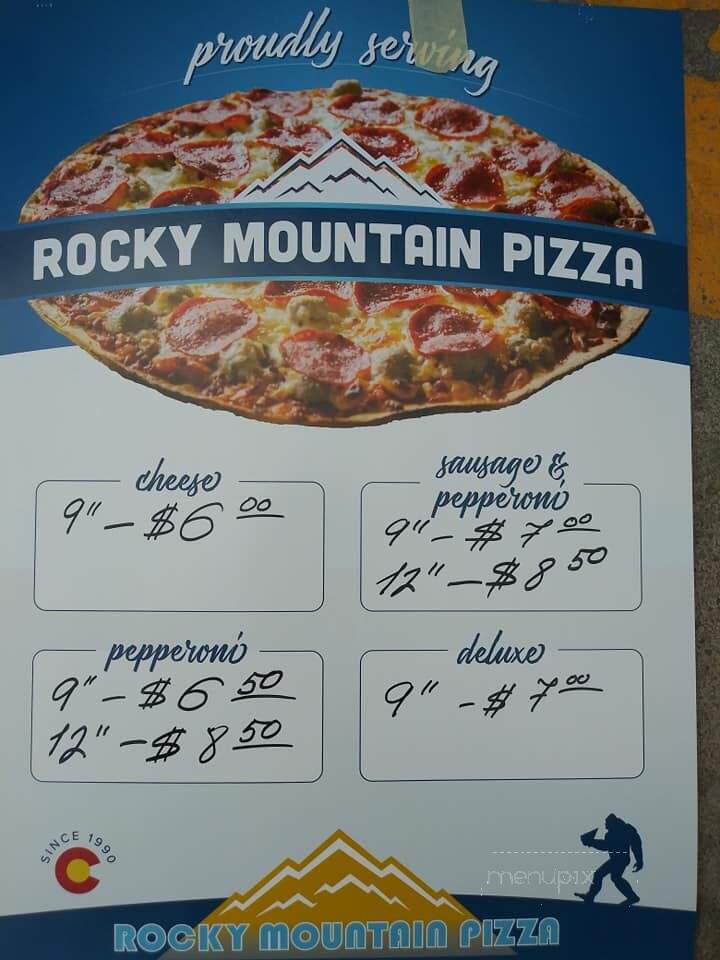 proudly serving
ROCKY MOUNTAIN PIZZA
cheese
9" - $6 00
sausage &
pepperoni
9" - $ 7 00
12" - $ 8 50
pepperoni
9" - $ 6 50
12" - $ 8 50
deluxe
9" - $ 7 00
SINCE 1990
menupix
ROCKY MOUNTAIN PIZZA